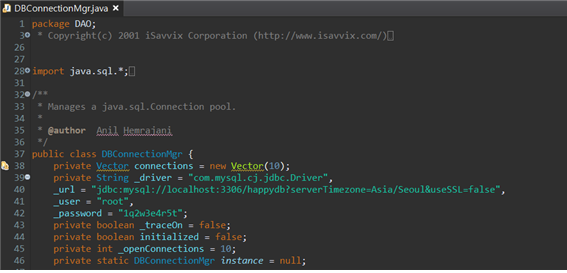 DBConnectionMgr.java
1 package DAO;
3 * Copyright(c) 2001 iSavvix Corporation (http://www.isavvix.com/)
26
27
28 import java.sql.*;
31
32 /**
33 * Manages a java.sql.Connection pool.
34 *
35 * @author Anil Hemrajani
36 */
37 public class DBConnectionMgr {
38 private Vector connections = new Vector(10);
39 private String _driver = "com.mysql.cj.jdbc.Driver",
40 _url = "jdbc:mysql://localhost:3306/happydb?serverTimezone=Asia/Seoul&useSSL=false",
41 _user = "root",
42 _password = "1q2w3e4r5t";
43 private boolean _traceOn = false;
44 private boolean initialized = false;
45 private int _openConnections = 10;
46 private static DBConnectionMgr instance = null;